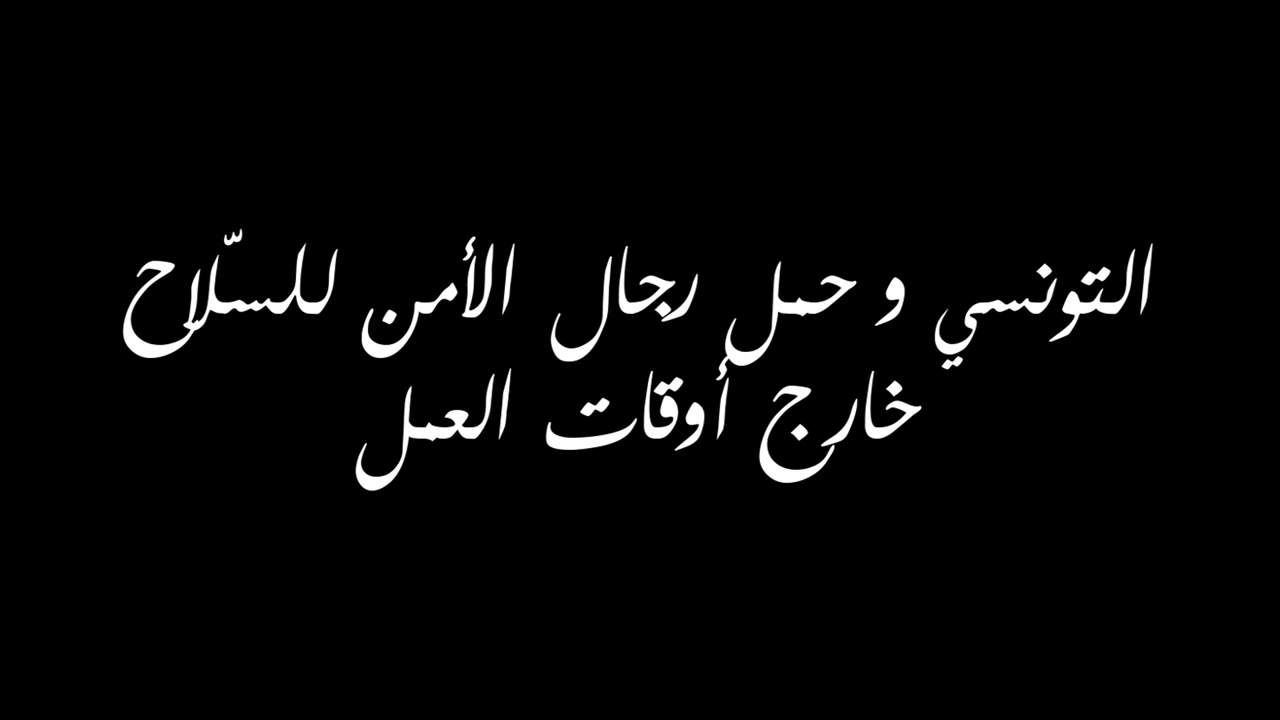 التونسي و حمل رجال الأمن للسّلاح
خارج أوقات العمل